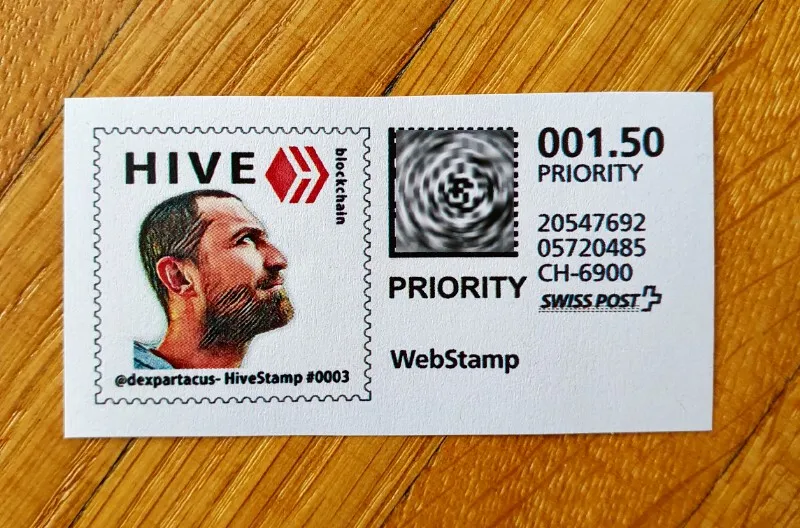 HIVE
blockchain
@dexpartacus- HiveStamp #0003
PRIORITY
WebStamp
001.50
PRIORITY
20547692
05720485
CH-6900
SWISS POST